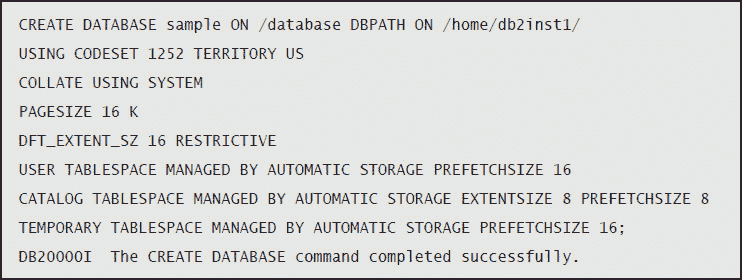 CREATE DATABASE sample ON /database DBPATH ON /home/db2inst1/
USING CODESET 1252 TERRITORY US
COLLATE USING SYSTEM
PAGESIZE 16 K
DFT_EXTENT_SZ 16 RESTRICTIVE
USER TABLESPACE MANAGED BY AUTOMATIC STORAGE PREFETCHSIZE 16
CATALOG TABLESPACE MANAGED BY AUTOMATIC STORAGE EXTENTSIZE 8 PREFETCHSIZE 8
TEMPORARY TABLESPACE MANAGED BY AUTOMATIC STORAGE PREFETCHSIZE 16;
DB20000I  The CREATE DATABASE command completed successfully.